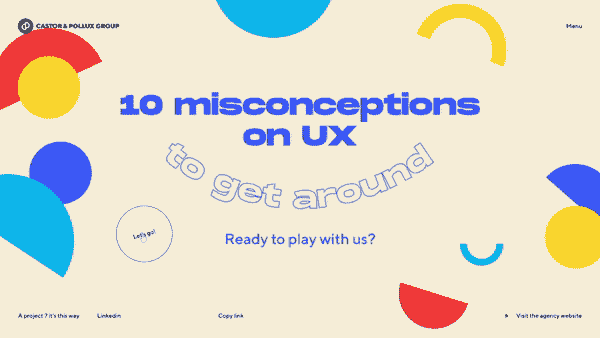 CASTOR & POLLUX GROUP
Menu
10 misconceptions
on UX
to get around
Let's go!
Ready to play with us?
A project ? it's this way
Linkedin
Copy link
Visit the agency website